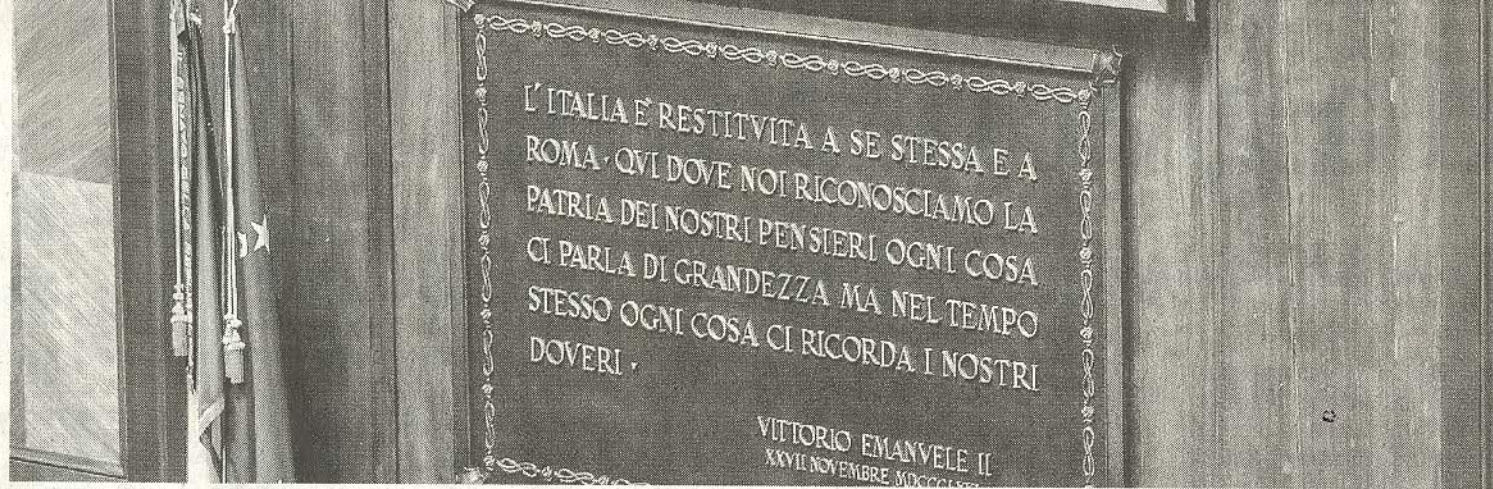 L' ITALIA E' RESTITVITA A SE STESSA E A
ROMA · QVI DOVE NOI RICONOSCIAMO LA
PATRIA DEI NOSTRI PENSIERI OGNI COSA
CI PARLA DI GRANDEZZA MA NEL TEMPO
STESSO OGNI COSA CI RICORDA I NOSTRI
DOVERI ·
VITTORIO EMANVELE II
XXVII NOVEMBRE